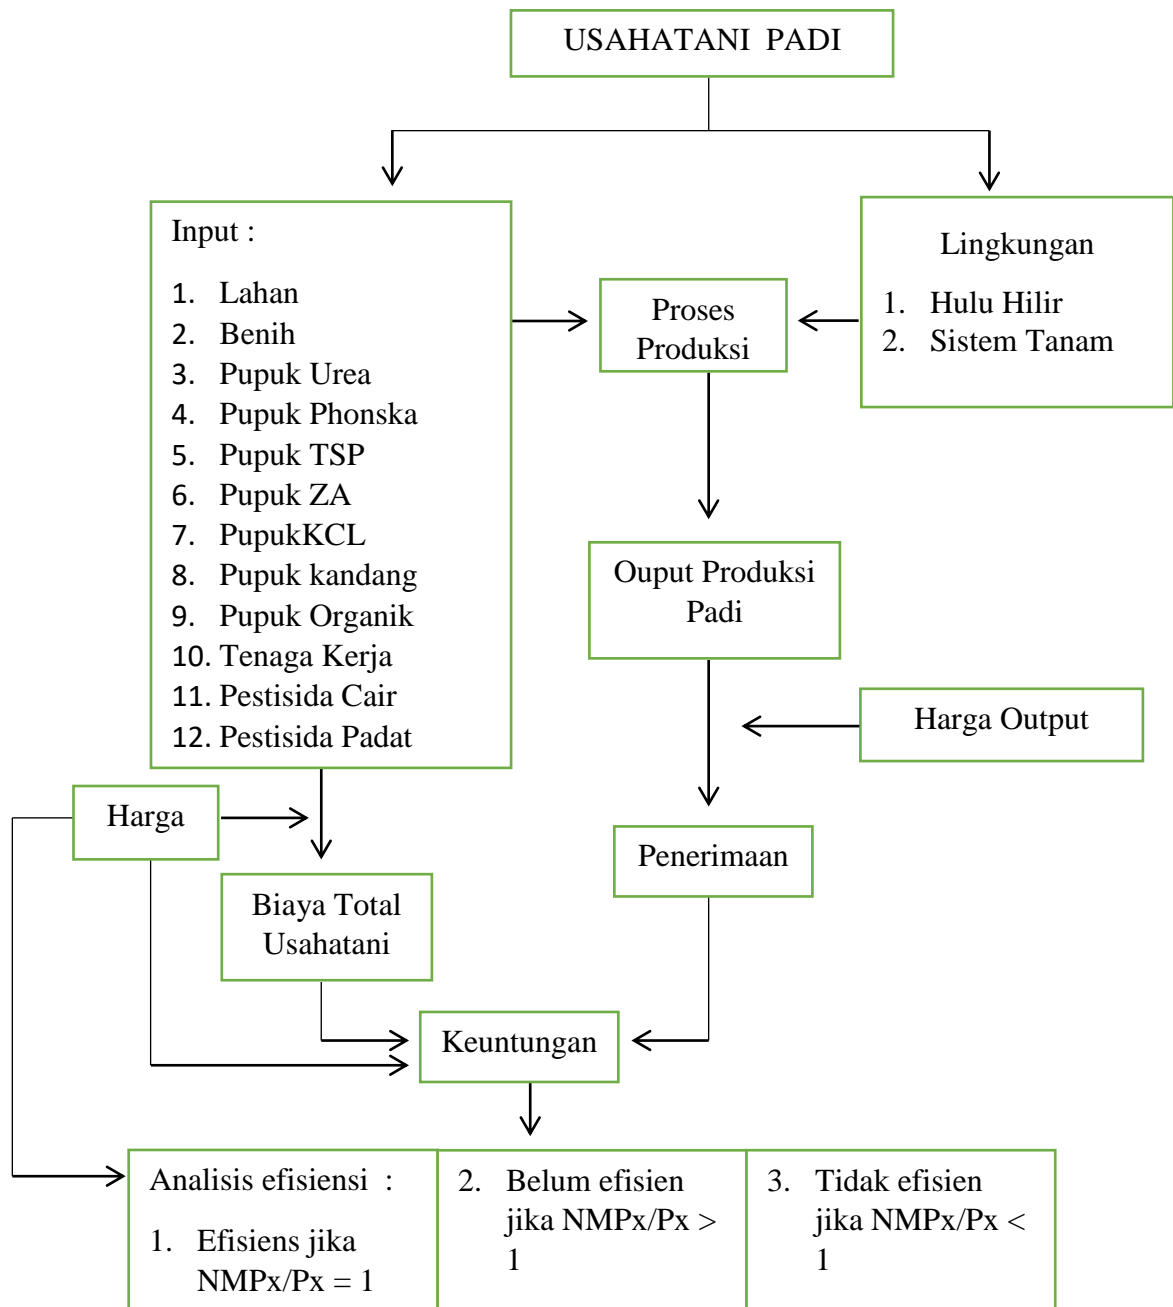 USAHATANI PADI
Input :
1. Lahan
2. Benih
3. Pupuk Urea
4. Pupuk Phonska
5. Pupuk TSP
6. Pupuk ZA
7. PupukKCL
8. Pupuk kandang
9. Pupuk Organik
10. Tenaga Kerja
11. Pestisida Cair
12. Pestisida Padat
Proses
Produksi
Lingkungan
1. Hulu Hilir
2. Sistem Tanam
Ouput Produksi
Padi
Harga Output
Harga
Penerimaan
Biaya Total
Usahatani
Keuntungan
Analisis efisiensi :
1. Efisiens jika
NMPx/Px = 1
2. Belum efisien
jika NMPx/Px >
1
3. Tidak efisien
jika NMPx/Px <
1